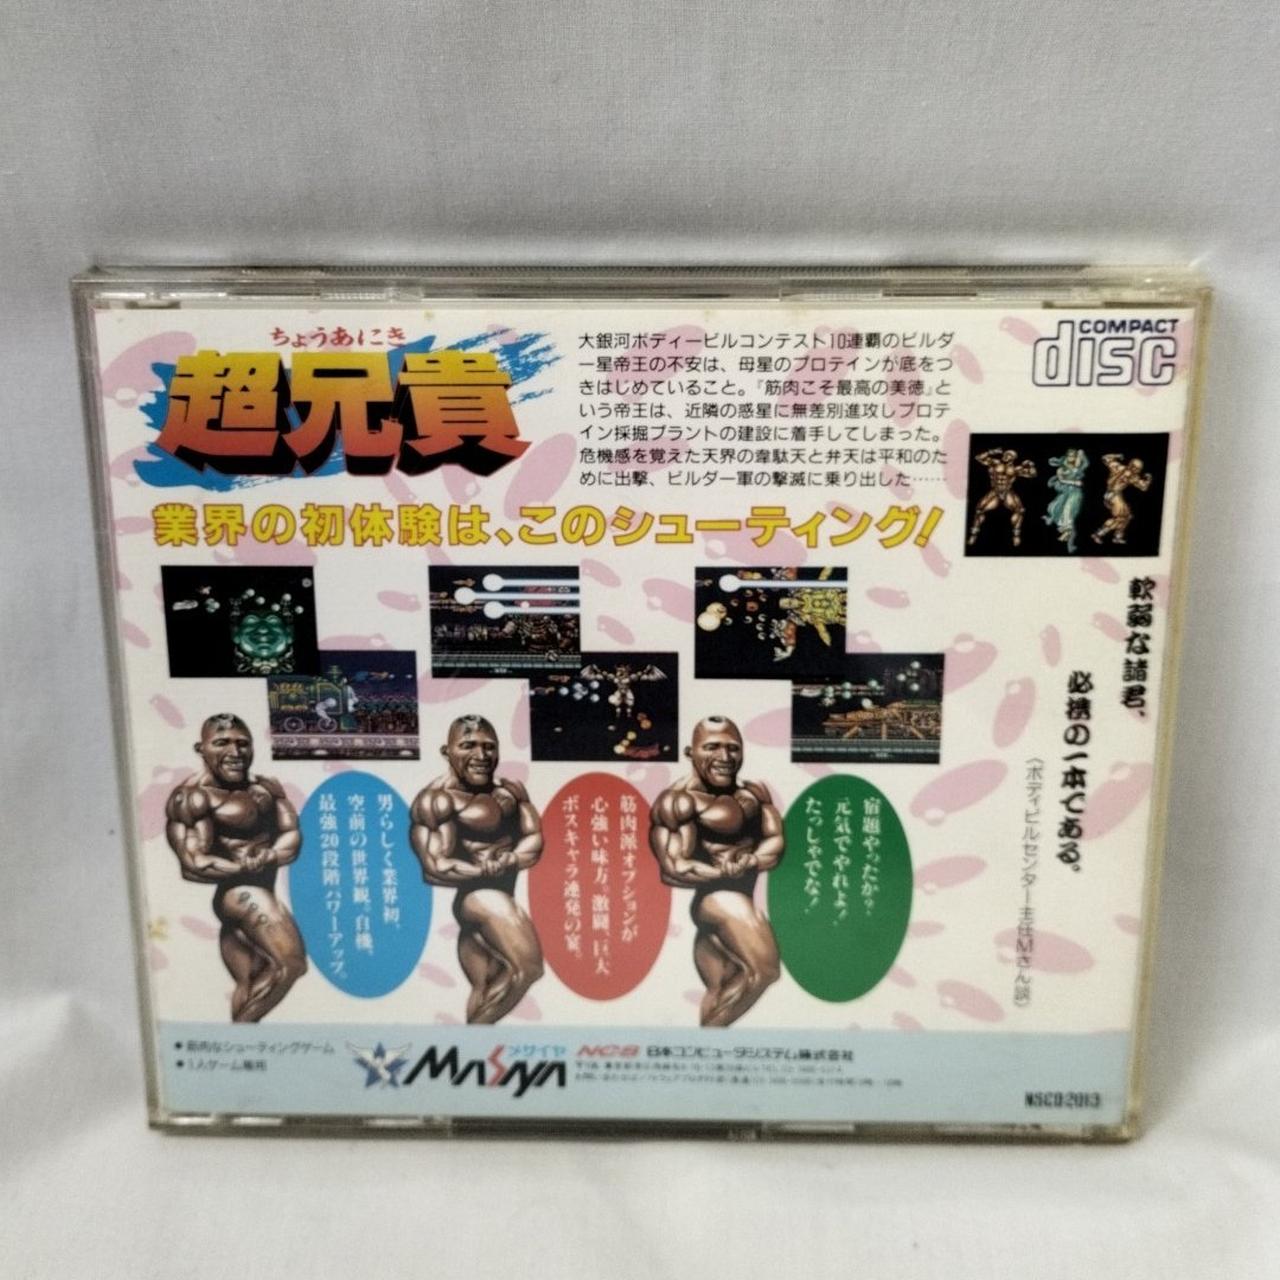 ちょうあにき
超兄貴
大銀河ボディービルコンテスト10連覇のビルダ
ー星帝王の不安は、母星のプロテインが底をつ
きはじめていること。『筋肉こそ最高の美徳』と
いう帝王は、近隣の惑星に無差別進攻しプロテ
イン採掘プラントの建設に着手してしまった。
危機感を覚えた天界の韋駄天と弁天は平和のた
めに出撃、ビルダー軍の撃滅に乗り出した……
COMPACT
disc
業界の初体験は、このシューティング!
軟弱な諸君、
必携の一本である。
〈ボディビルセンター主任Mさん談〉
男らしく業界初、
空前の世界観。自機、
最強20段階パワーアップ。
筋肉派オプションが
心強い味方。激闘、巨大
ボスキャラ連発の宴。
宿題やったか?
元気でやれよ!
たっしゃでな!
●筋肉なシューティングゲーム
●1人ゲーム専用
メサイヤ
MASAYA
NCS 日本コンピュータシステム株式会社
NSCD2013